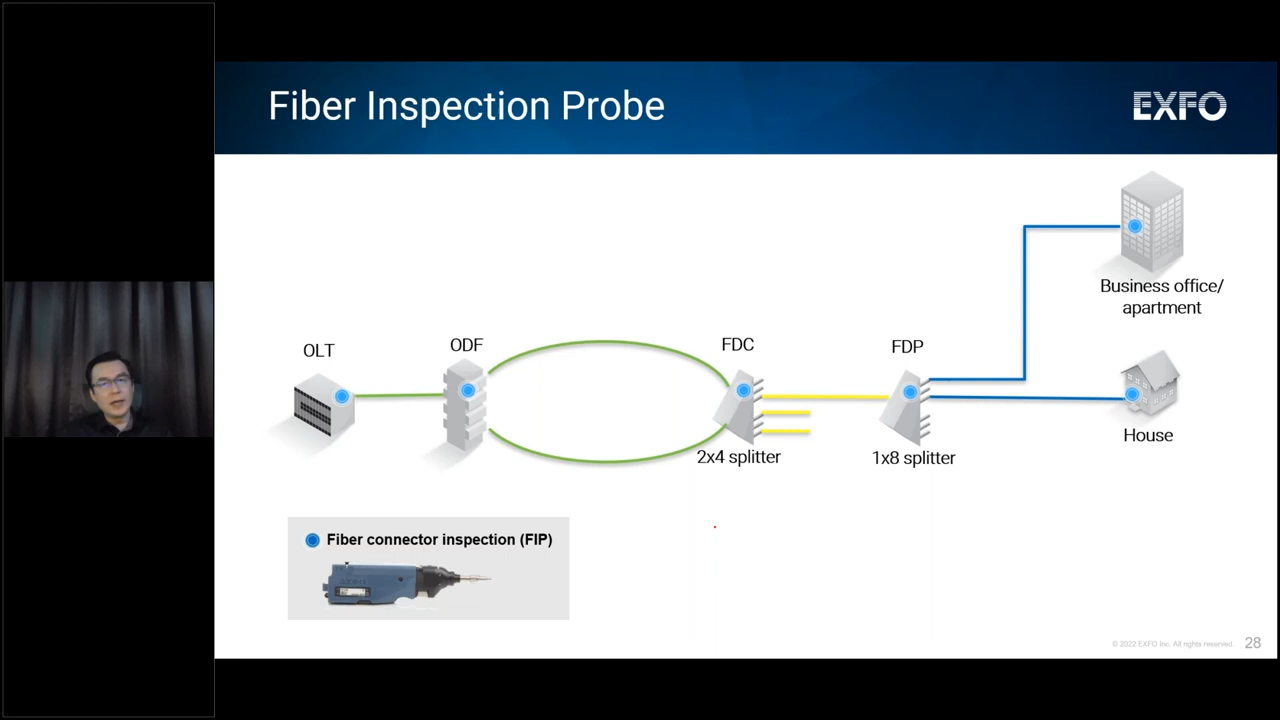 Fiber Inspection Probe
EXFO
Business office/
apartment
OLT
ODF
FDC
FDP
2x4 splitter
1x8 splitter
House
Fiber connector inspection (FIP)
© 2022 EXFO Inc. All rights reserved.
28